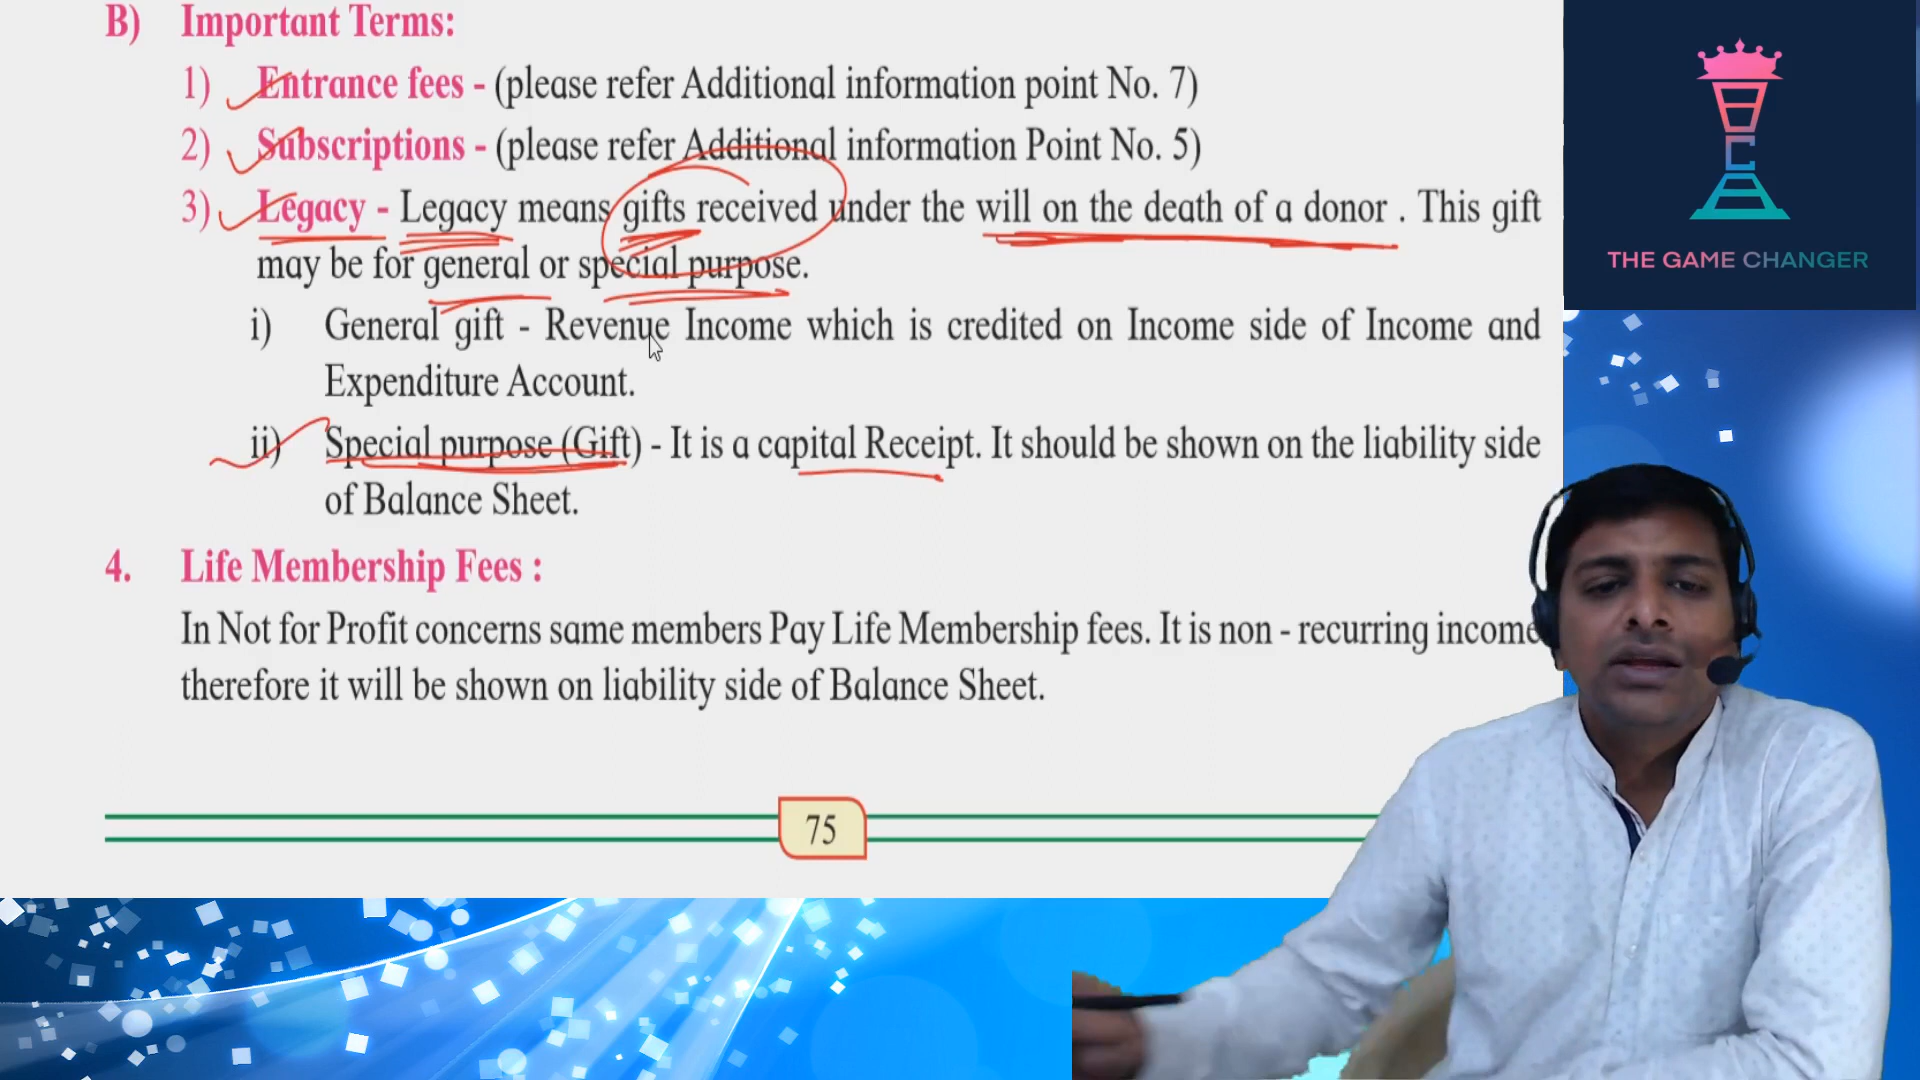 B) Important Terms:
1) Entrance fees - (please refer Additional information point No. 7)
2) Subscriptions - (please refer Additional information Point No. 5)
3) Legacy - Legacy means gifts received under the will on the death of a donor . This gift
may be for general or special purpose.
i) General gift - Revenue Income which is credited on Income side of Income and
Expenditure Account.
ii) Special purpose (Gift) - It is a capital Receipt. It should be shown on the liability side
of Balance Sheet.
4. Life Membership Fees :
In Not for Profit concerns same members Pay Life Membership fees. It is non - recurring income
therefore it will be shown on liability side of Balance Sheet.
75
THE GAME CHANGER